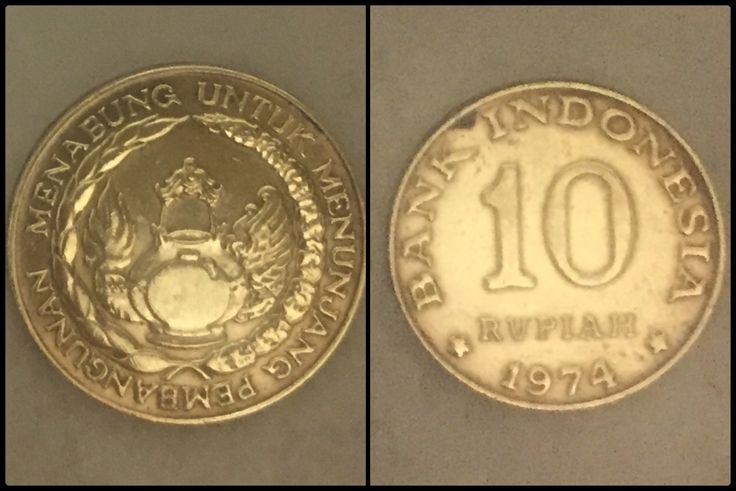 MENABUNG UNTUK MENUNJANG PEMBANGUNAN
BANK INDONESIA
10
RUPIAH
1974